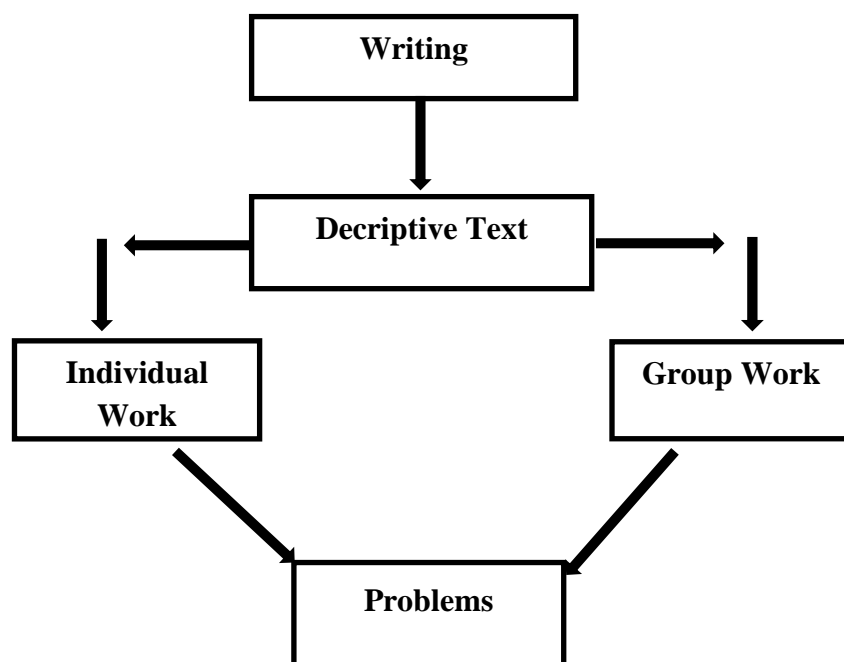 Writing
Decriptive Text
Individual
Work
Group Work
Problems